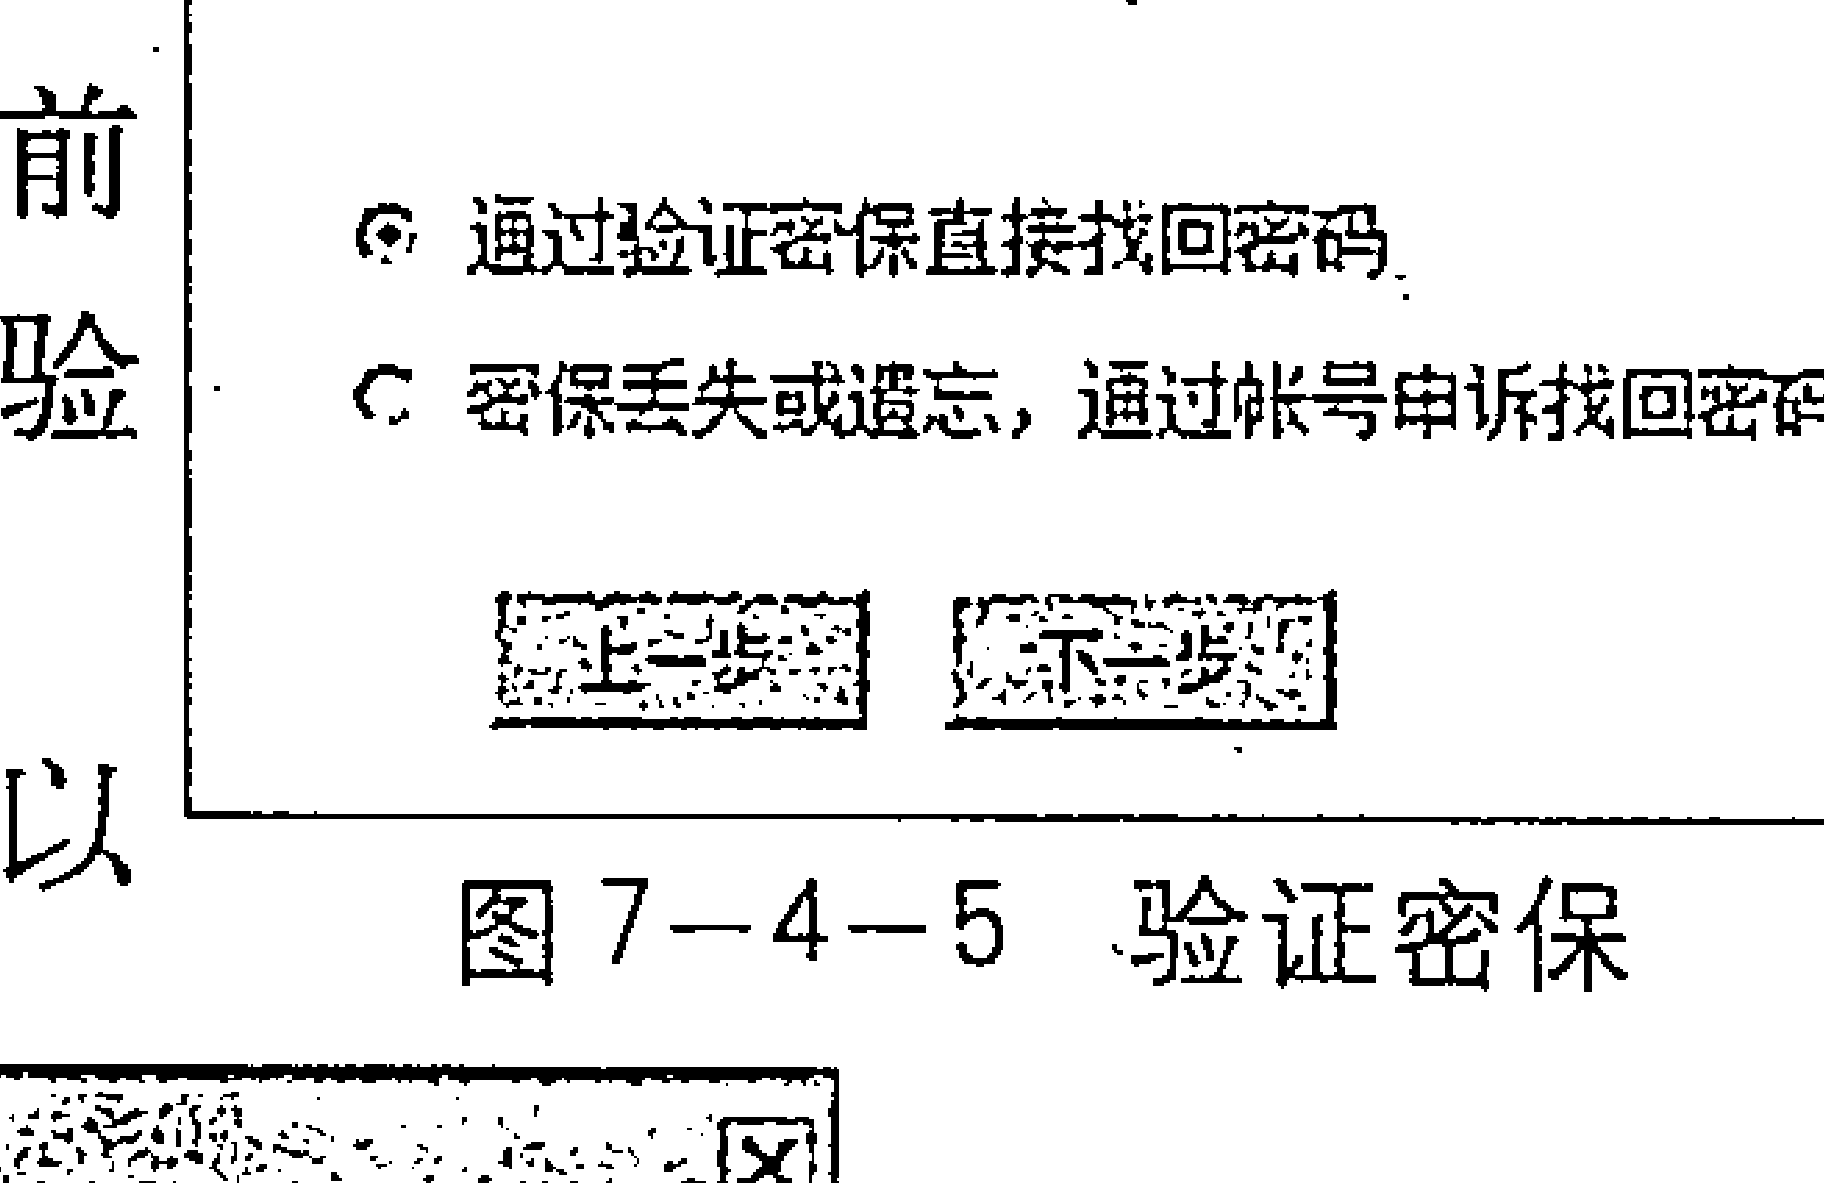 前
验
以
通过验证密保直接找回密码
密保丢失或遗忘，通过帐号申诉找回密码
上一步 下一步
图7—4—5 验证密保